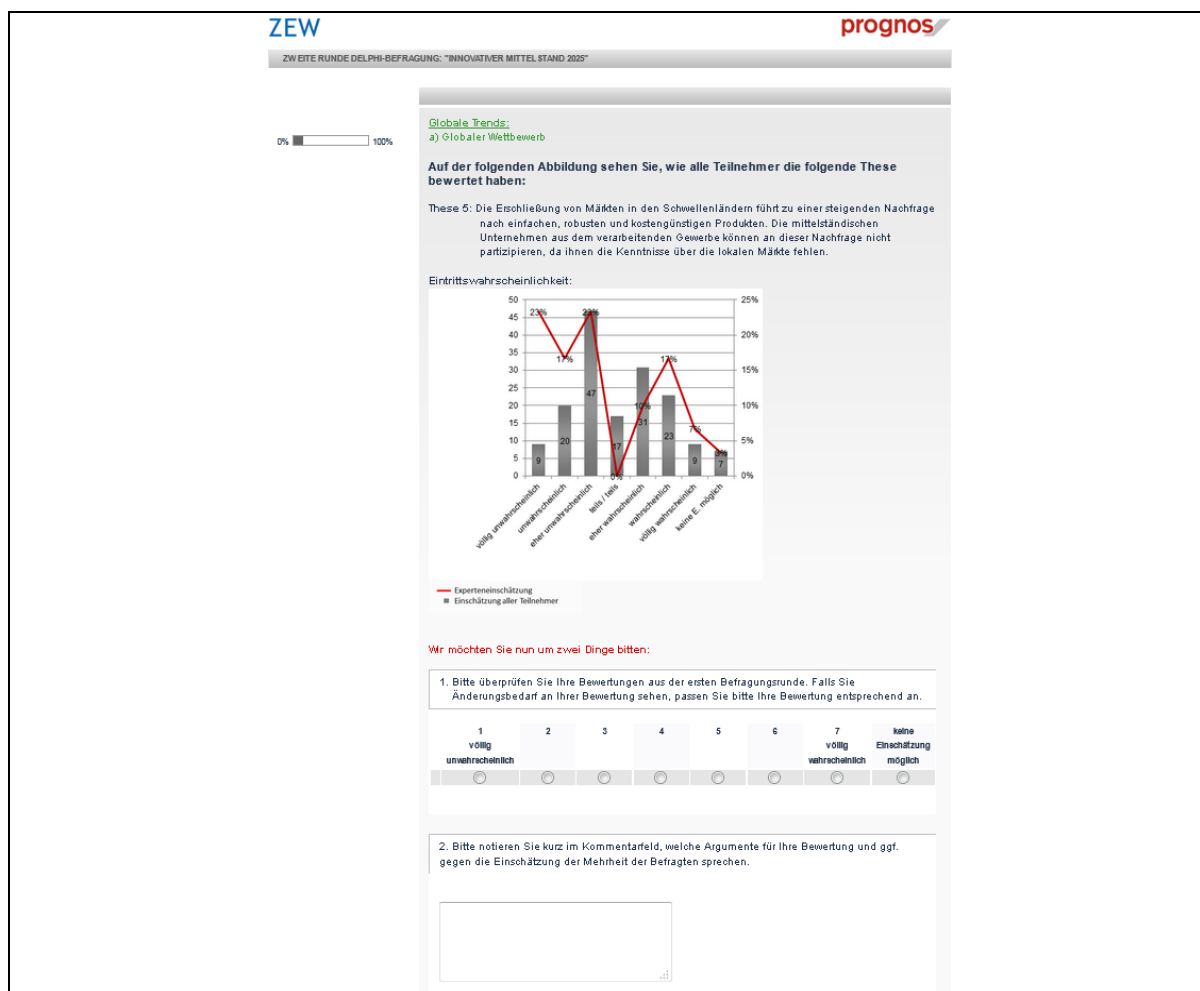 ZEW
prognos
ZWEITE RUNDE DELPHI-BEFRAGUNG: "INNOVATIVER MITTELSTAND 2025"
0% 100%
Globale Trends:
a) Globaler Wettbewerb
Auf der folgenden Abbildung sehen Sie, wie alle Teilnehmer die folgende These
bewertet haben:
These 5: Die Erschließung von Märkten in den Schwellenländern führt zu einer steigenden Nachfrage
nach einfachen, robusten und kostengünstigen Produkten. Die mittelständischen
Unternehmen aus dem verarbeitenden Gewerbe können an dieser Nachfrage nicht
partizipieren, da ihnen die Kenntnisse über die lokalen Märkte fehlen.
Eintrittswahrscheinlichkeit:
50 25%
45 23% 23%
40 20%
35 17% 17%
30 15%
25 47
20 10% 10%
15 31
10 20 17 23 7% 5%
5 9 9 3% 7
0 0% 0%
völlig unwahrscheinlich
unwahrscheinlich
eher unwahrscheinlich
teils / teils
eher wahrscheinlich
wahrscheinlich
völlig wahrscheinlich
keine E. möglich
Experteneinschätzung
Einschätzung aller Teilnehmer
Wir möchten Sie nun um zwei Dinge bitten:
1. Bitte überprüfen Sie Ihre Bewertungen aus der ersten Befragungsrunde. Falls Sie
Änderungsbedarf an Ihrer Bewertung sehen, passen Sie bitte Ihre Bewertung entsprechend an.
1 2 3 4 5 6 7 keine
völlig völlig Einschätzung
unwahrscheinlich wahrscheinlich möglich
2. Bitte notieren Sie kurz im Kommentarfeld, welche Argumente für Ihre Bewertung und ggf.
gegen die Einschätzung der Mehrheit der Befragten sprechen.